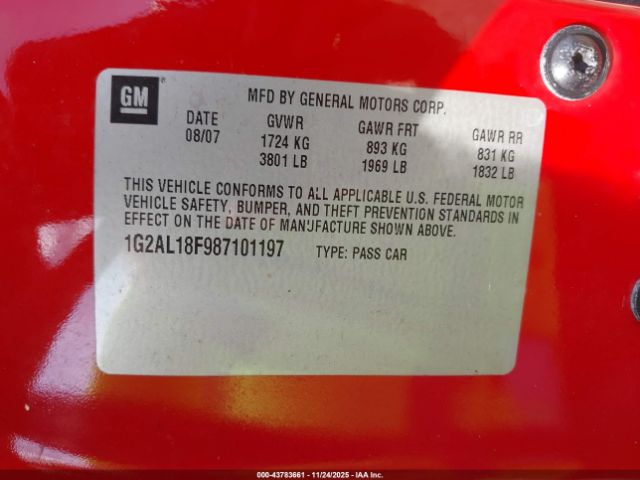 GM ®
MFD BY GENERAL MOTORS CORP.
DATE GVWR GAWR FRT GAWR RR
08/07 1724 KG 893 KG 831 KG
3801 LB 1969 LB 1832 LB
THIS VEHICLE CONFORMS TO ALL APPLICABLE U.S. FEDERAL MOTOR
VEHICLE SAFETY, BUMPER, AND THEFT PREVENTION STANDARDS IN
EFFECT ON THE DATE OF MANUFACTURE SHOWN ABOVE.
1G2AL18F987101197 TYPE: PASS CAR
000-43783661 - 11/24/2025 - IAAI Inc.